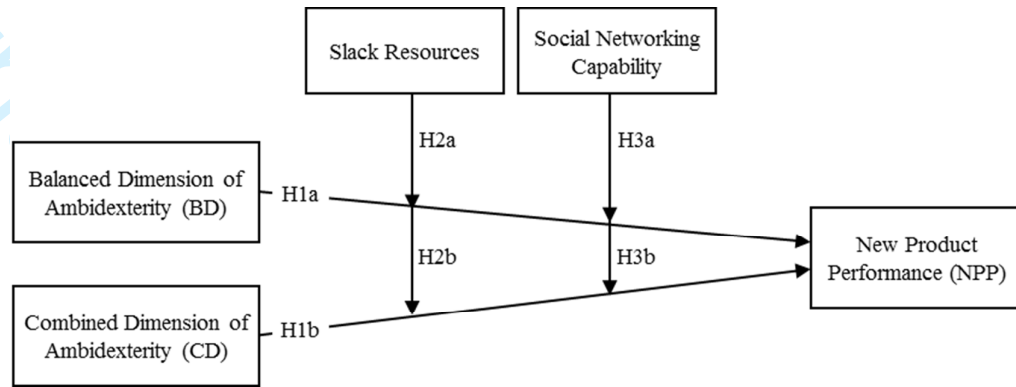 Slack Resources
Social Networking
Capability
H2a
H3a
Balanced Dimension of
Ambidexterity (BD)
H1a
H2b
H3b
New Product
Performance (NPP)
Combined Dimension of
Ambidexterity (CD)
H1b